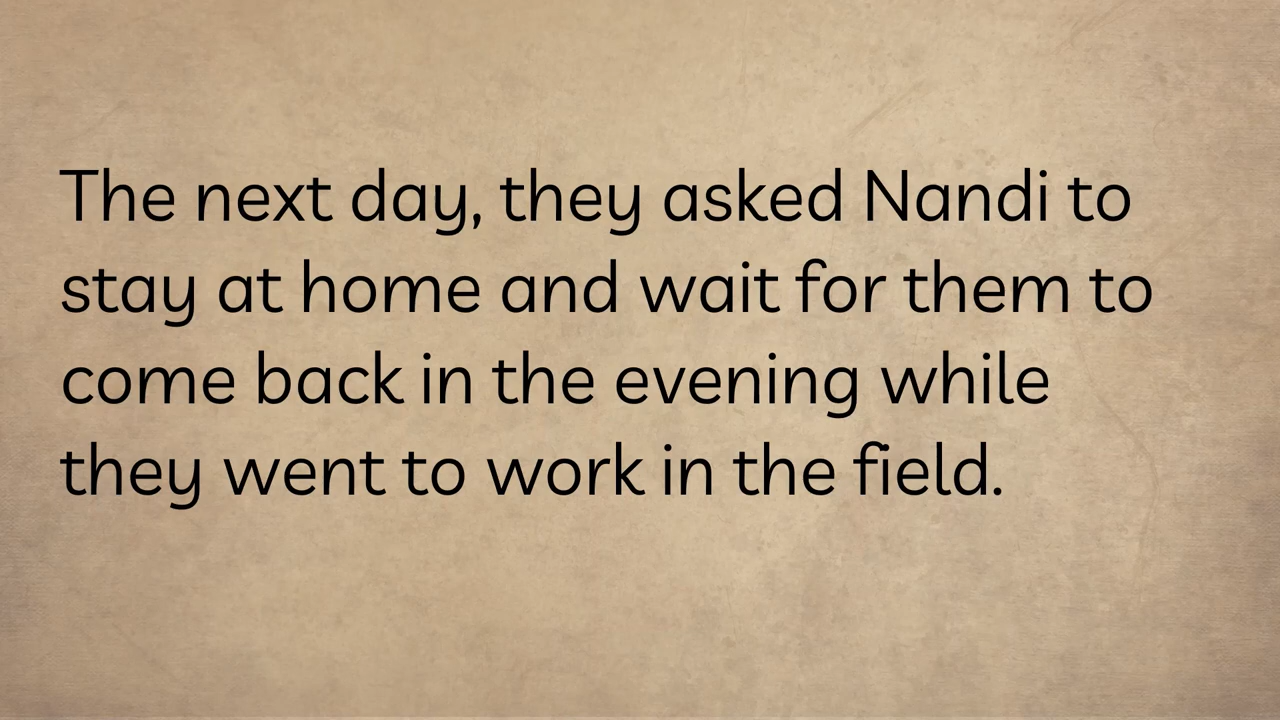 The next day, they asked Nandi to
stay at home and wait for them to
come back in the evening while
they went to work in the field.